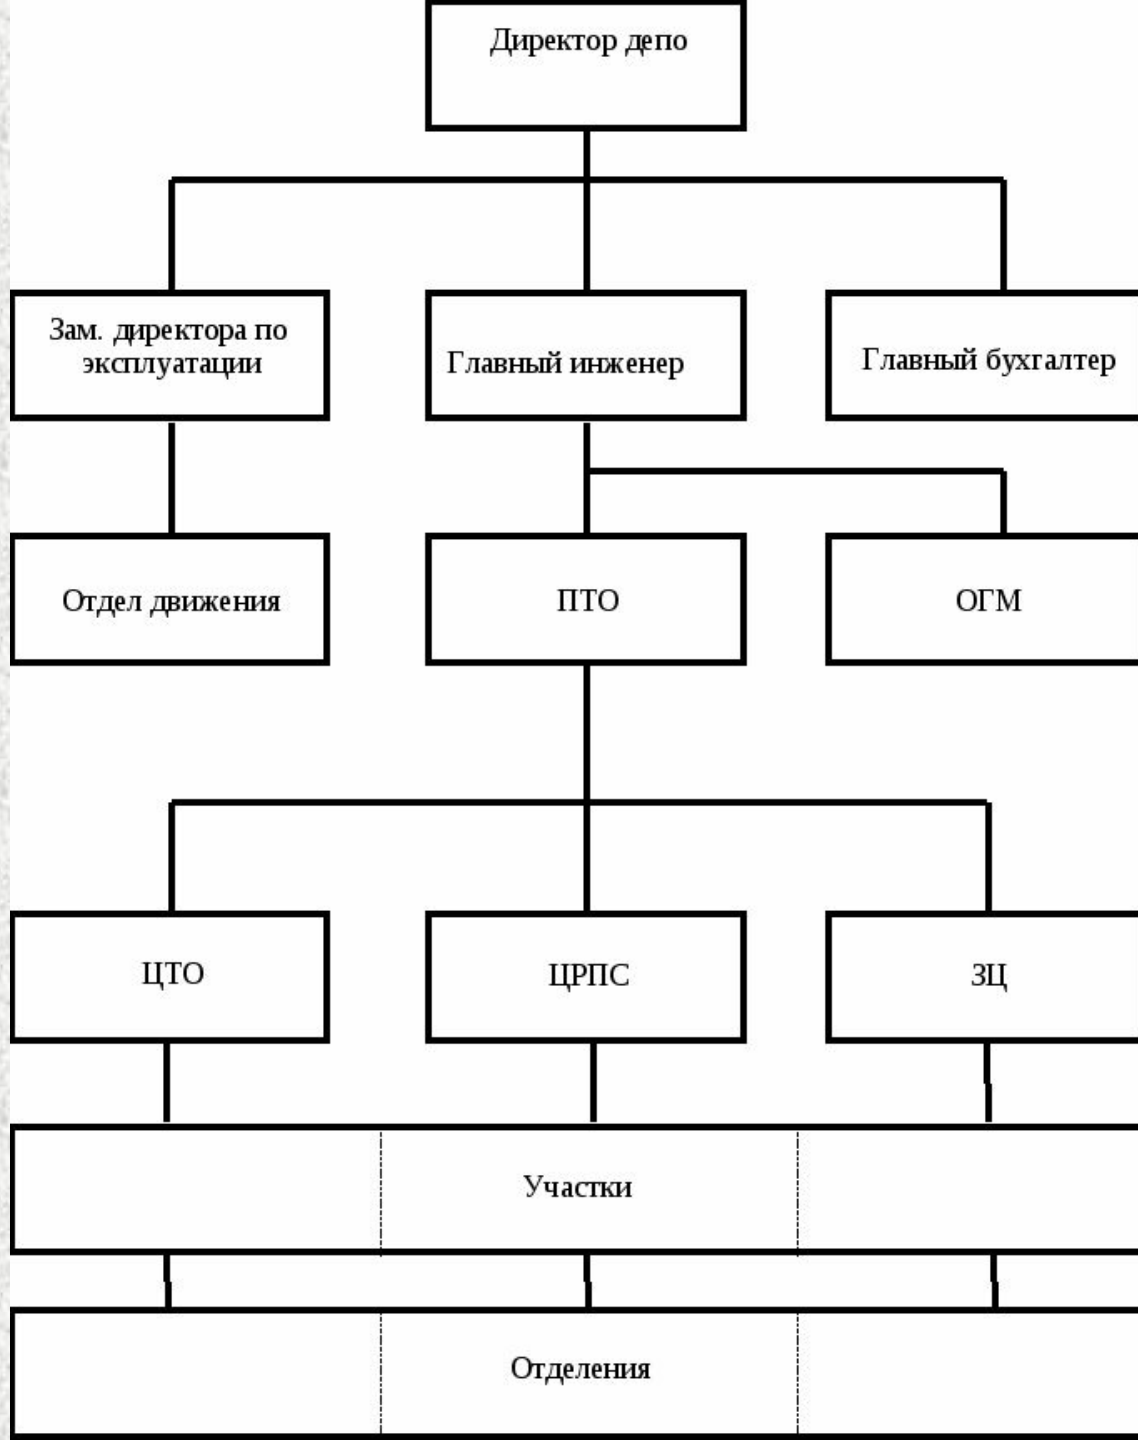 Директор депо
Зам. директора по
эксплуатации
Главный инженер
Главный бухгалтер
Отдел движения
ПТО
ОГМ
ЦТО
ЦРПС
ЗЦ
Участки
Отделения